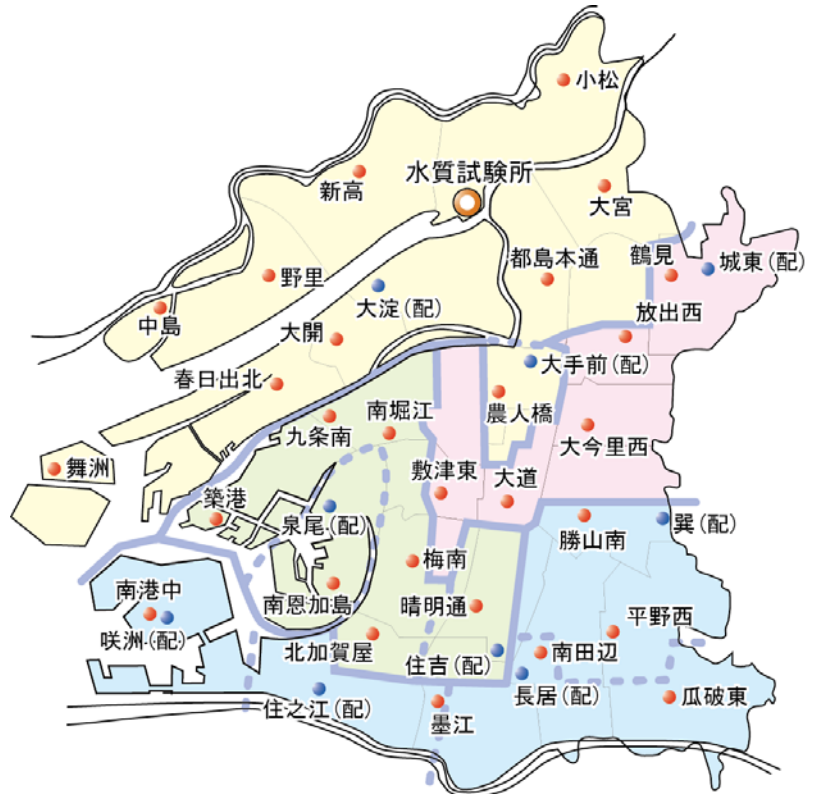 小松
水質試験所
新高
大宮
都島本通
鶴見
城東(配)
野里
大淀(配)
中島
放出西
大開
大手前(配)
春日出北
農人橋
南堀江
九条南
大今里西
敷津東
大道
舞洲
築港
泉尾(配)
勝山南
巽(配)
梅南
南港中
南恩加島
晴明通
平野西
咲洲(配)
北加賀屋
住吉(配)
南田辺
長居(配)
瓜破東
住之江(配)
墨江